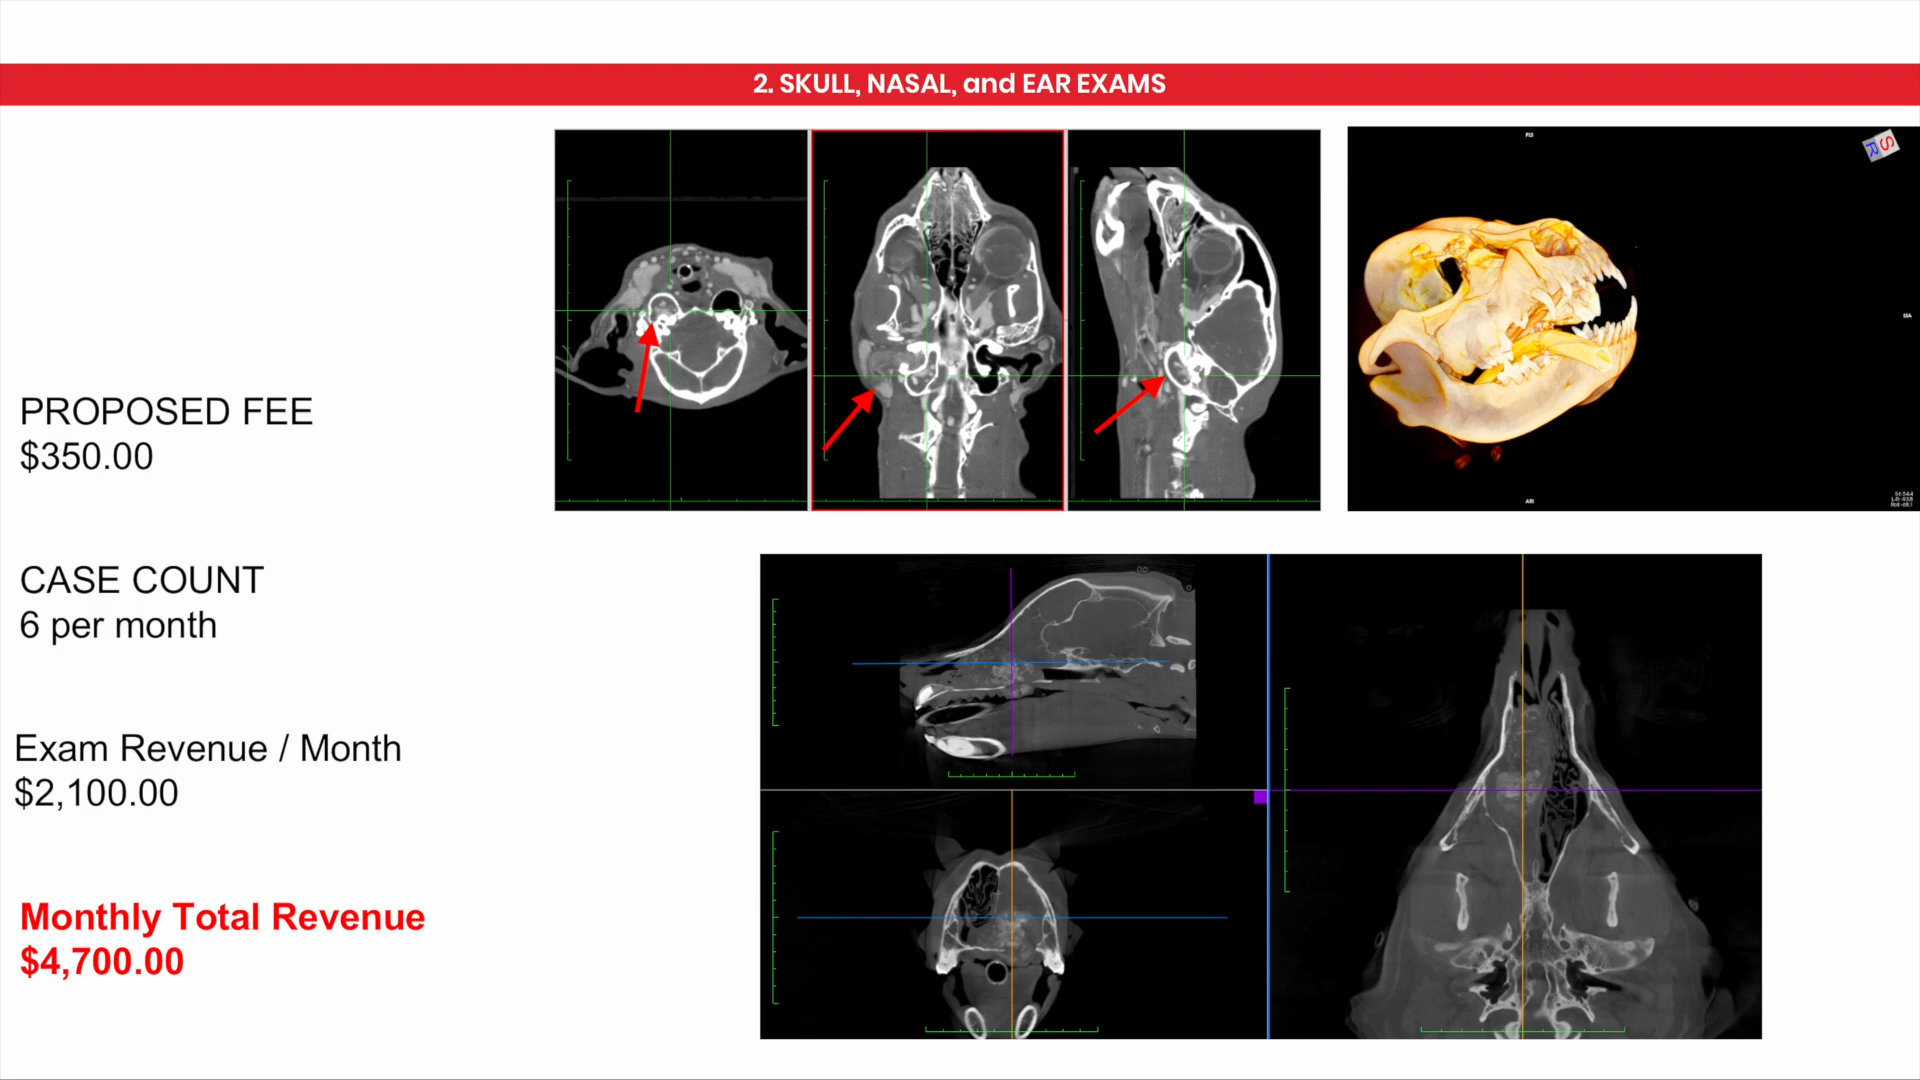 2. SKULL, NASAL, and EAR EXAMS
PROPOSED FEE
$350.00
CASE COUNT
6 per month
Exam Revenue / Month
$2,100.00
Monthly Total Revenue
$4,700.00
S
R